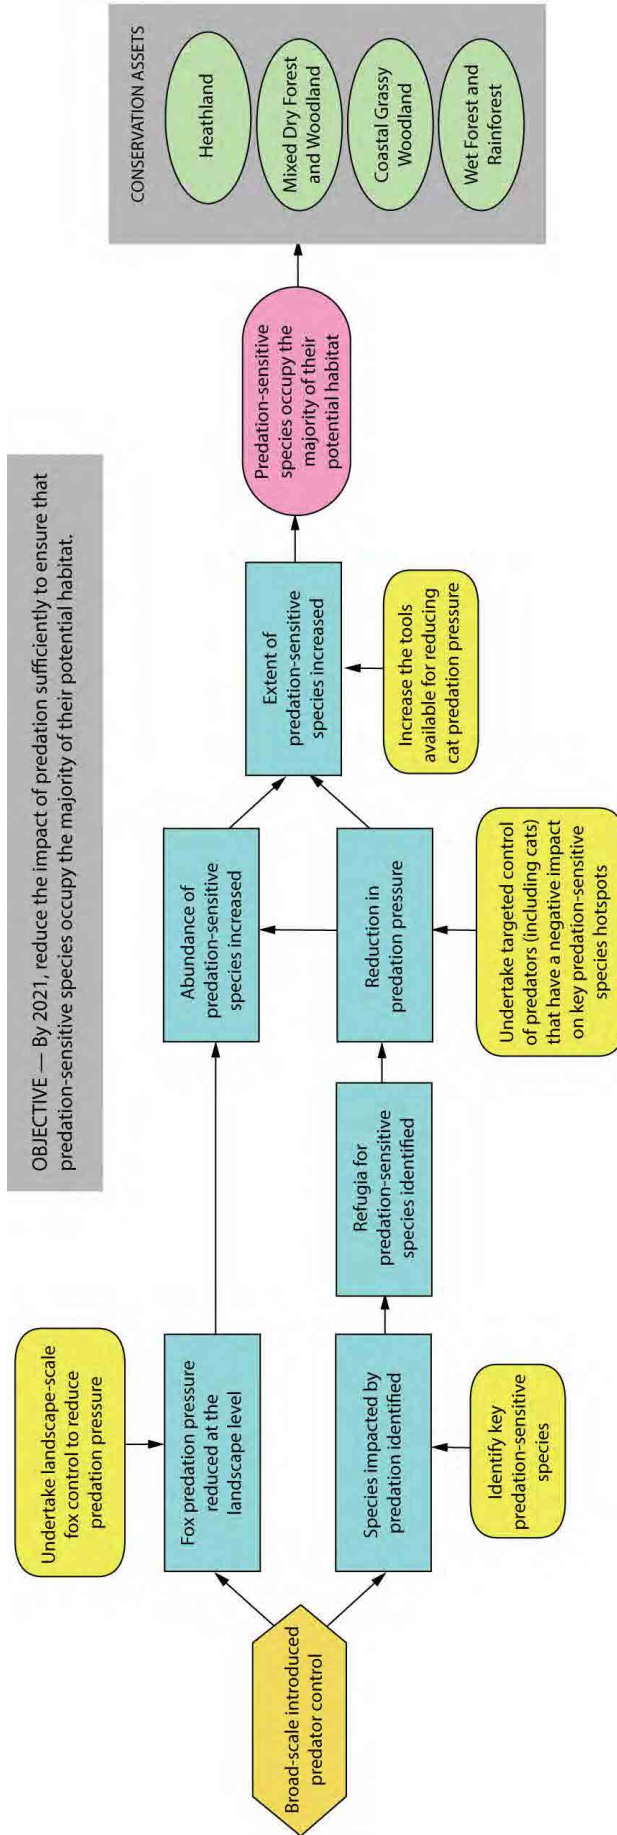 OBJECTIVE — By 2021, reduce the impact of predation sufficiently to ensure that
predation-sensitive species occupy the majority of their potential habitat.
Broad-scale introduced
predator control
Undertake landscape-scale
fox control to reduce
predation pressure
Fox predation pressure
reduced at the
landscape level
Species impacted by
predation identified
Identify key
predation-sensitive
species
Refugia for
predation-sensitive
species identified
Abundance of
predation-sensitive
species increased
Reduction in
predation pressure
Undertake targeted control
of predators (including cats)
that have a negative impact
on key predation-sensitive
species hotspots
Extent of
predation-sensitive
species increased
Increase the tools
available for reducing
cat predation pressure
Predation-sensitive
species occupy the
majority of their
potential habitat
CONSERVATION ASSETS
Heathland
Mixed Dry Forest
and Woodland
Coastal Grassy
Woodland
Wet Forest and
Rainforest